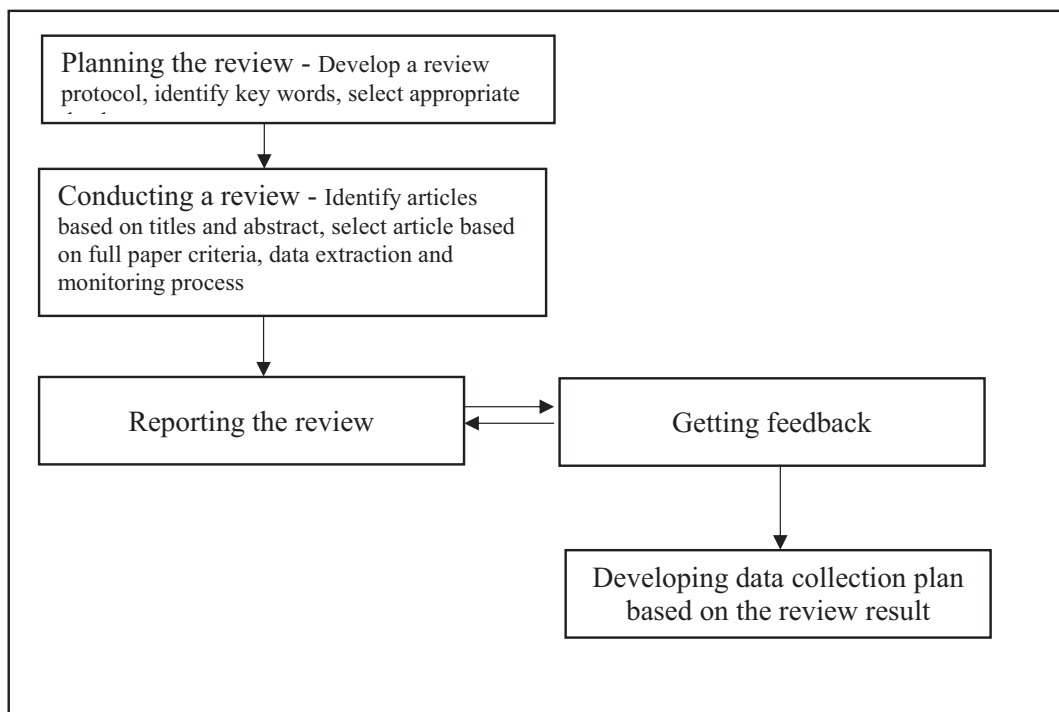 Planning the review - Develop a review
protocol, identify key words, select appropriate
Conducting a review - Identify articles
based on titles and abstract, select article based
on full paper criteria, data extraction and
monitoring process
Reporting the review
Getting feedback
Developing data collection plan
based on the review result